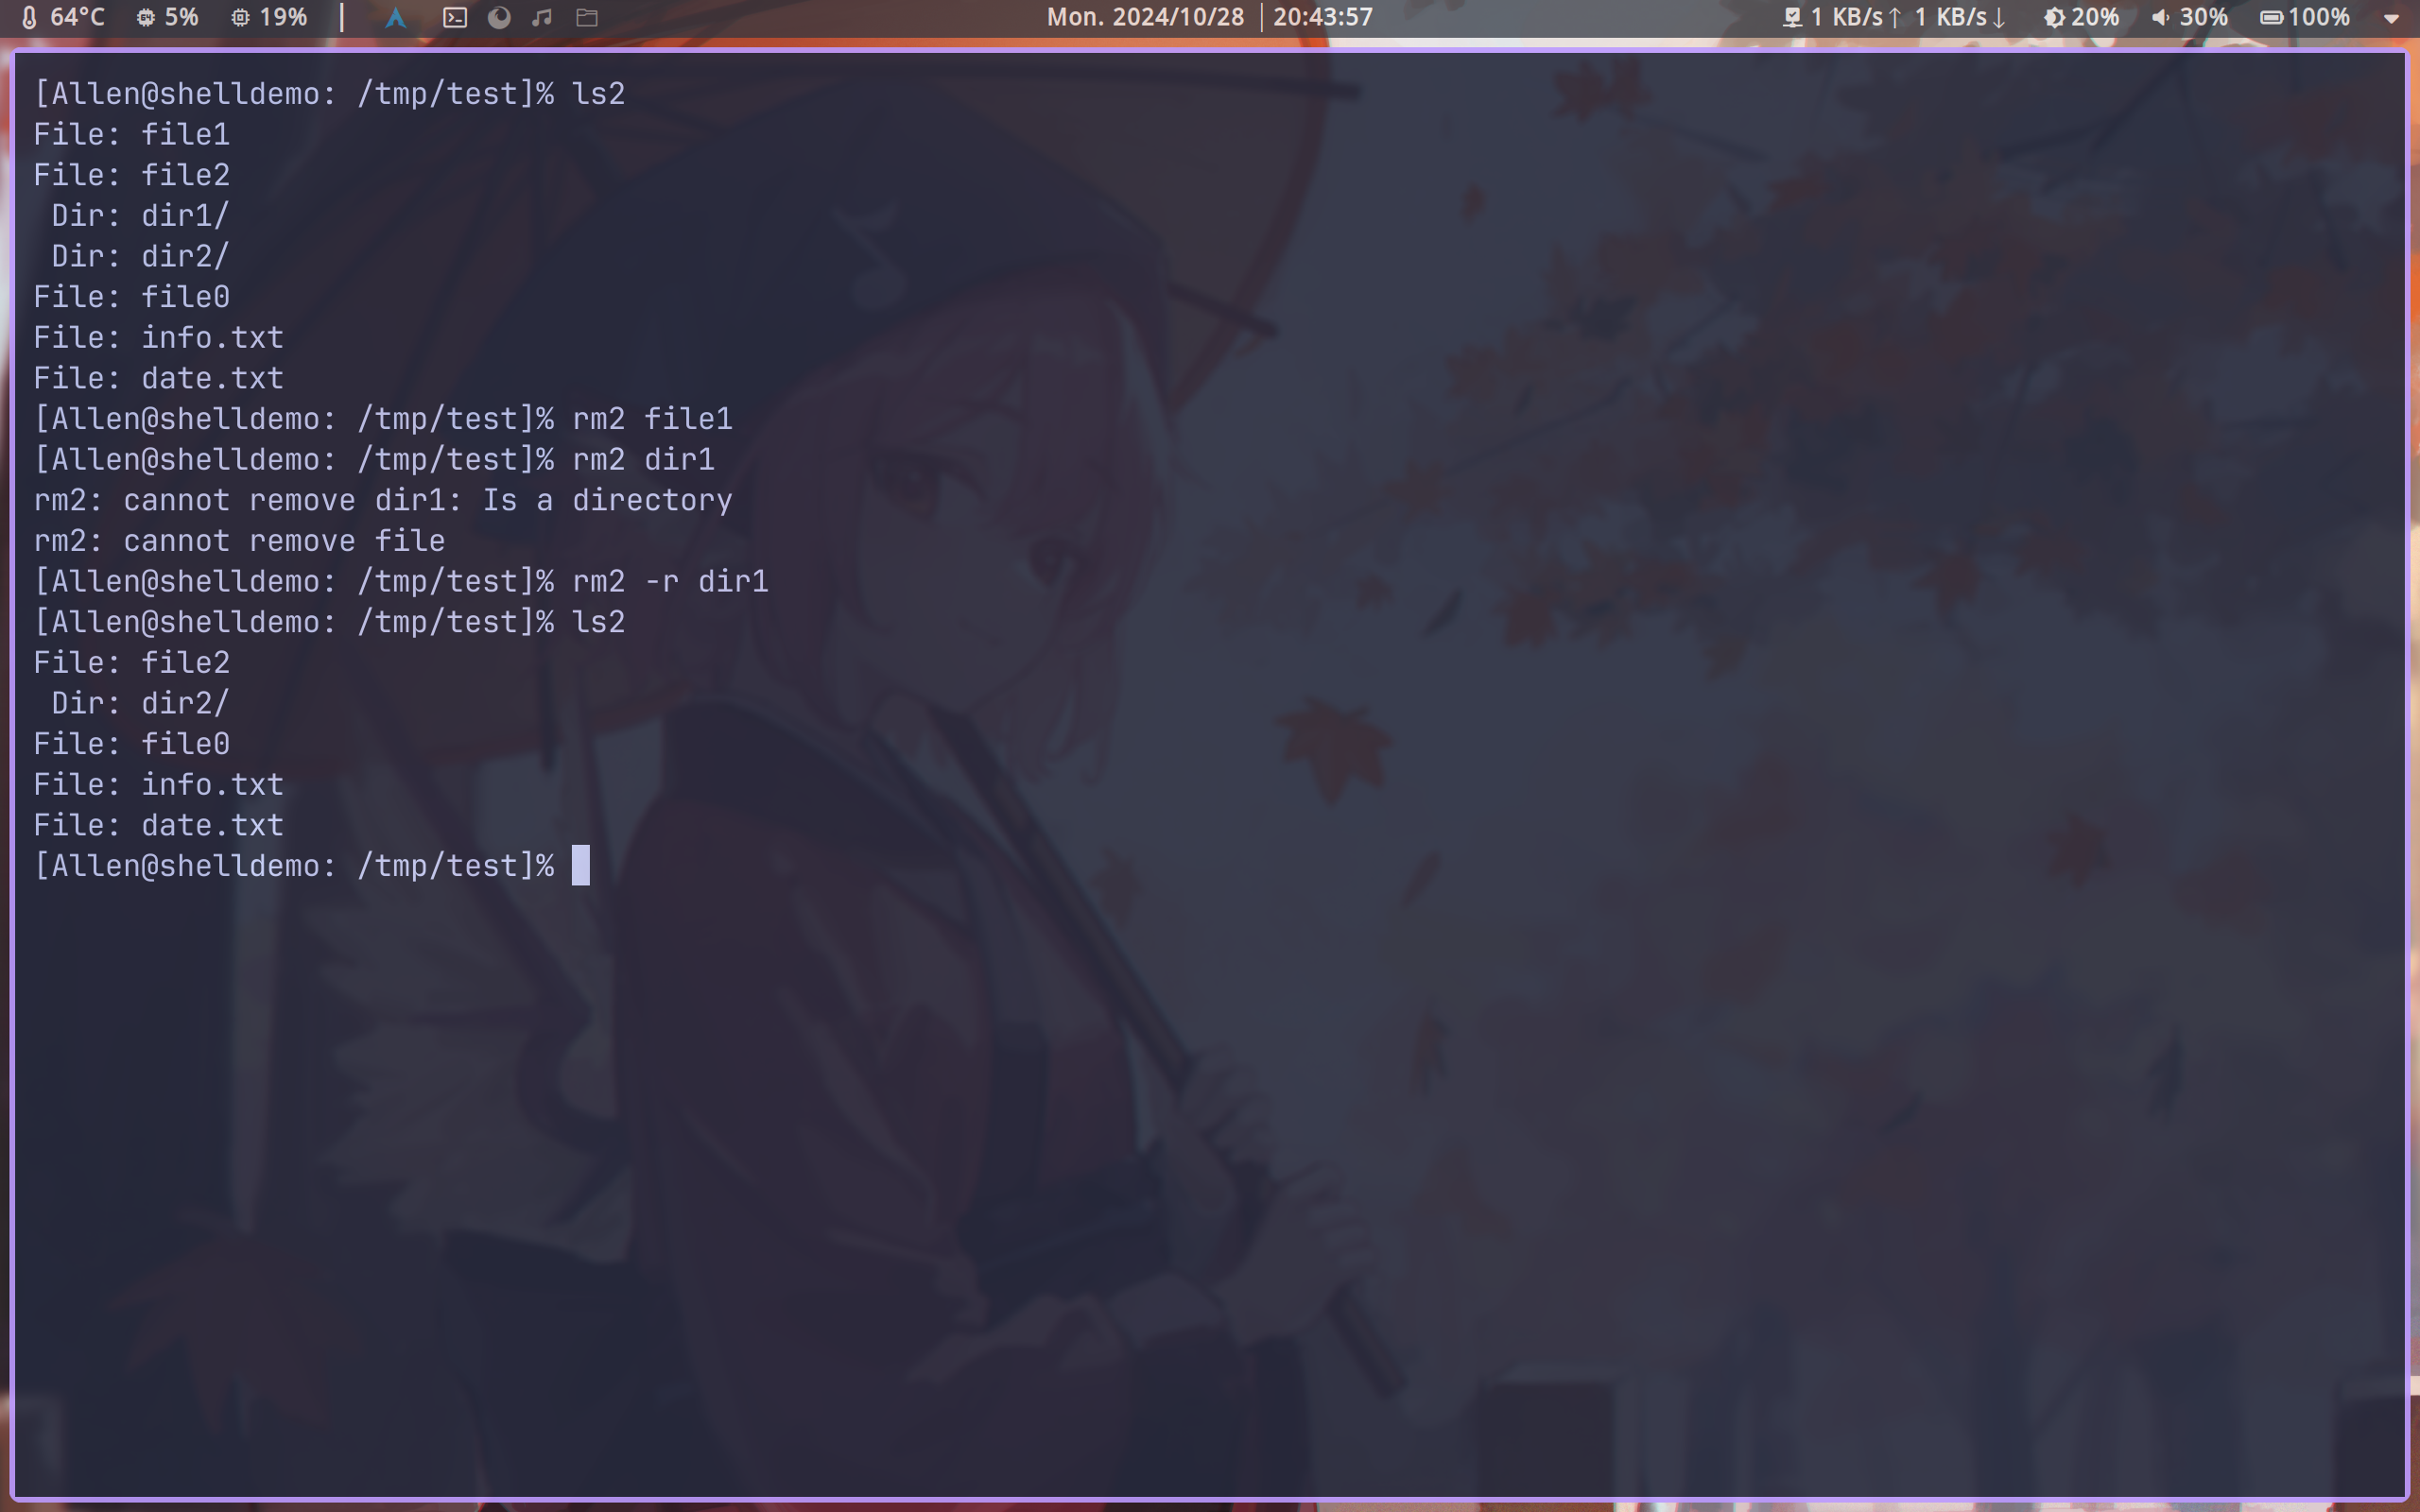 64°C 5% 19% Mon. 2024/10/28 20:43:57 1 KB/s↑ 1 KB/s↓ 20% 30% 100%
[Allen@shelldemo: /tmp/test]% ls2
File: file1
File: file2
 Dir: dir1/
 Dir: dir2/
File: file0
File: info.txt
File: date.txt
[Allen@shelldemo: /tmp/test]% rm2 file1
[Allen@shelldemo: /tmp/test]% rm2 dir1
rm2: cannot remove dir1: Is a directory
rm2: cannot remove file
[Allen@shelldemo: /tmp/test]% rm2 -r dir1
[Allen@shelldemo: /tmp/test]% ls2
File: file2
 Dir: dir2/
File: file0
File: info.txt
File: date.txt
[Allen@shelldemo: /tmp/test]%